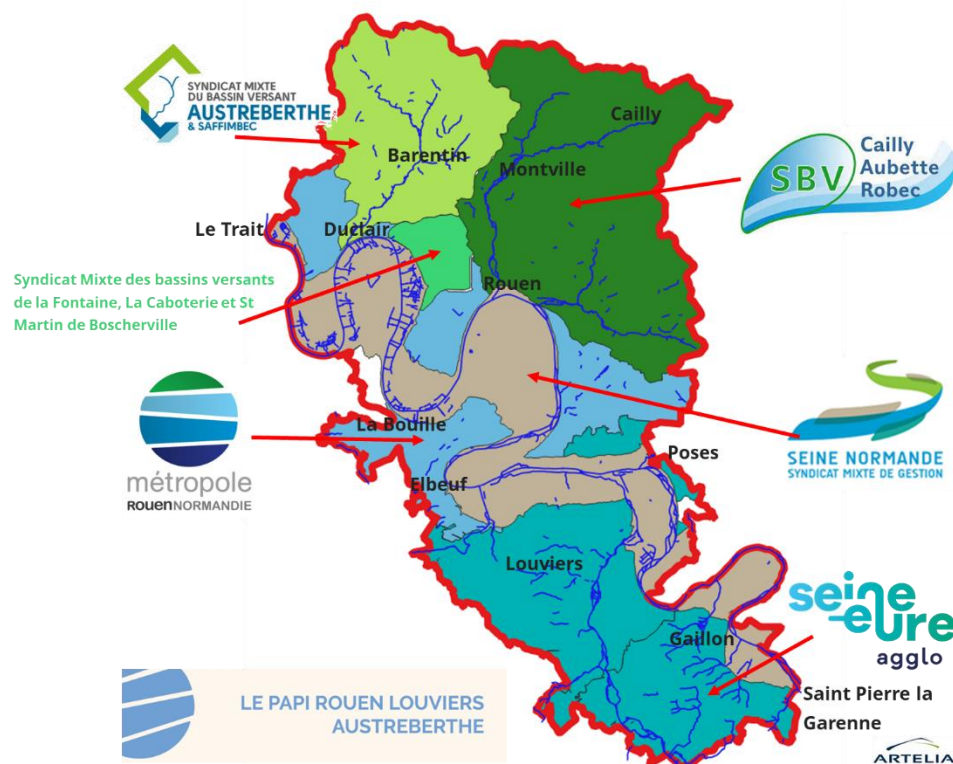 SYNDICAT MIXTE
DU BASSIN VERSANT
AUSTREBERTHE
& SAFFIMBEC
Cailly
Barentin
Montville
SBV
Cailly
Aubette
Robec
Le Trait
Duclair
Syndicat Mixte des bassins versants
de la Fontaine, La Caboterie et St
Martin de Boscherville
Rouen
La Bouille
métropole
ROUENNORMANDIE
Elbeuf
Poses
SEINE NORMANDE
SYNDICAT MIXTE DE GESTION
Louviers
seine
-eure
agglo
Gaillon
Saint Pierre la
Garenne
LE PAPI ROUEN LOUVIERS
AUSTREBERTHE
ARTELIA